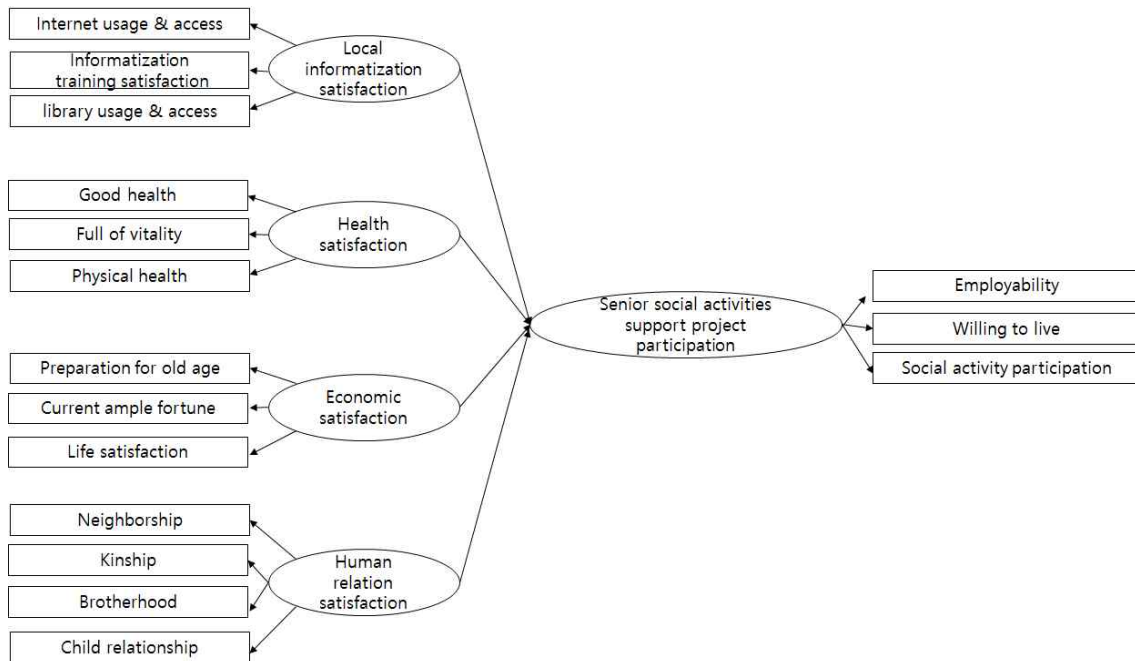 Internet usage & access
Informatization
training satisfaction
library usage & access
Local
informatization
satisfaction
Good health
Full of vitality
Physical health
Health
satisfaction
Preparation for old age
Current ample fortune
Life satisfaction
Economic
satisfaction
Neighborship
Kinship
Brotherhood
Child relationship
Human
relation
satisfaction
Senior social activities
support project
participation
Employability
Willing to live
Social activity participation